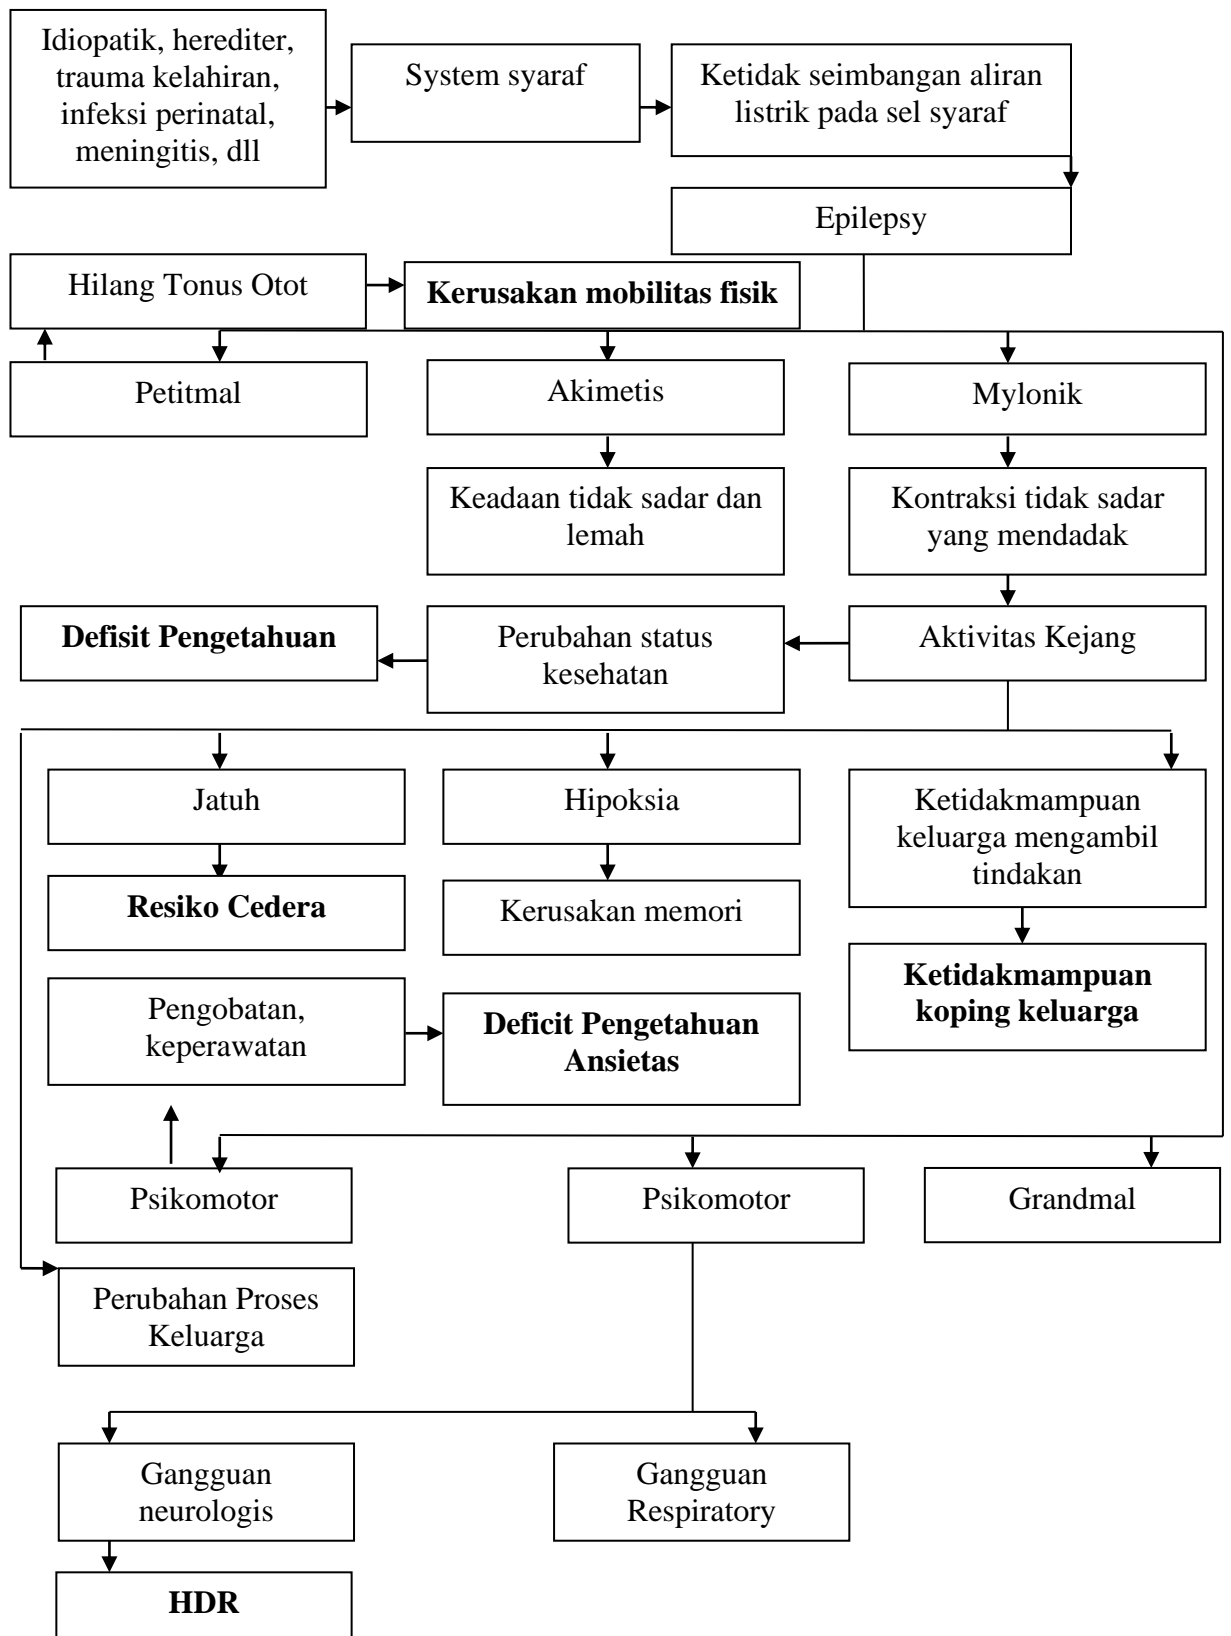 Idiopatik, herediter,
trauma kelahiran,
infeksi perinatal,
meningitis, dll
System syaraf
Ketidak seimbangan aliran
listrik pada sel syaraf
Epilepsy
Hilang Tonus Otot
Kerusakan mobilitas fisik
Petitmal
Akimetis
Mylonik
Keadaan tidak sadar dan
lemah
Kontraksi tidak sadar
yang mendadak
Defisit Pengetahuan
Perubahan status
kesehatan
Aktivitas Kejang
Jatuh
Hipoksia
Ketidakmampuan
keluarga mengambil
tindakan
Resiko Cedera
Kerusakan memori
Ketidakmampuan
koping keluarga
Pengobatan,
keperawatan
Deficit Pengetahuan
Ansietas
Psikomotor
Psikomotor
Grandmal
Perubahan Proses
Keluarga
Gangguan
neurologis
Gangguan
Respiratory
HDR